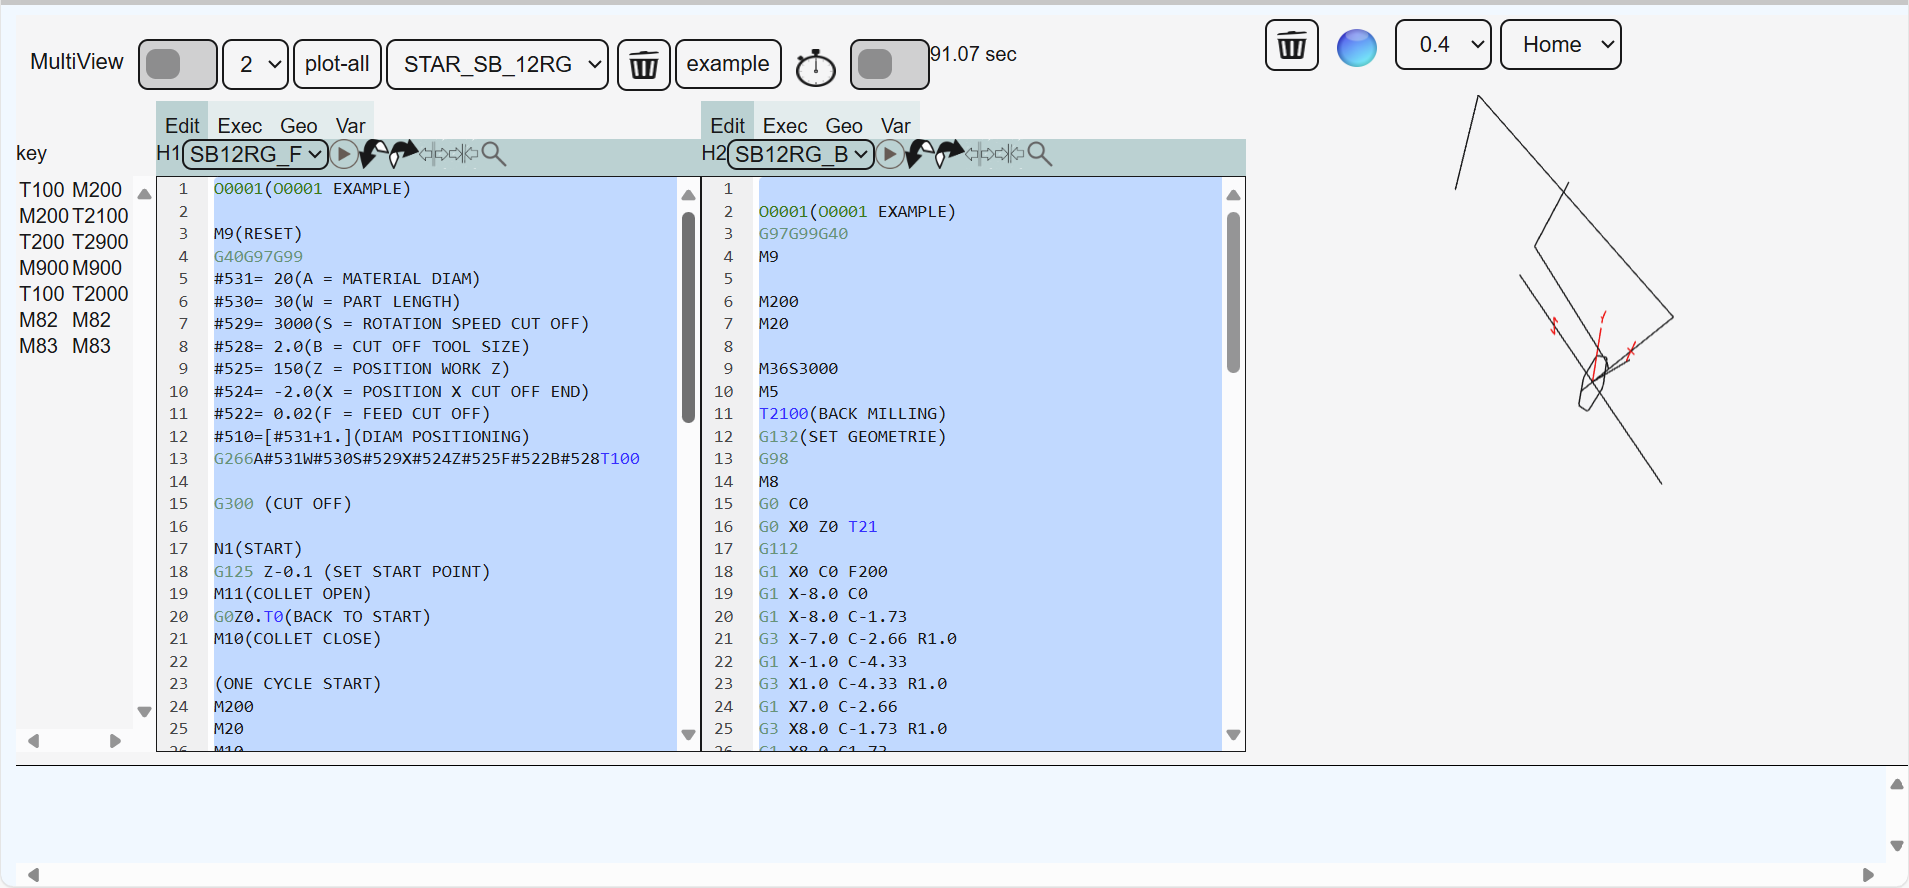 MultiView 2 plot-all STAR_SB_12RG example 91.07 sec 0.4 Home
Edit Exec Geo Var
Edit Exec Geo Var
key
H1 SB12RG_F
H2 SB12RG_B
T100 M200
M200 T2100
T200 T2900
M900 M900
T100 T2000
M82 M82
M83 M83
1 O0001(O0001 EXAMPLE)
2
3 M9(RESET)
4 G40G97G99
5 #531= 20(A = MATERIAL DIAM)
6 #530= 30(W = PART LENGTH)
7 #529= 3000(S = ROTATION SPEED CUT OFF)
8 #528= 2.0(B = CUT OFF TOOL SIZE)
9 #525= 150(Z = POSITION WORK Z)
10 #524= -2.0(X = POSITION X CUT OFF END)
11 #522= 0.02(F = FEED CUT OFF)
12 #510=[#531+1.](DIAM POSITIONING)
13 G266A#531W#530S#529X#524Z#525F#522B#528T100
14
15 G300 (CUT OFF)
16
17 N1(START)
18 G125 Z-0.1 (SET START POINT)
19 M11(COLLET OPEN)
20 G0Z0.T0(BACK TO START)
21 M10(COLLET CLOSE)
22
23 (ONE CYCLE START)
24 M200
25 M20
26 M10
1
2 O0001(O0001 EXAMPLE)
3 G97G99G40
4 M9
5
6 M200
7 M20
8
9 M36S3000
10 M5
11 T2100(BACK MILLING)
12 G132(SET GEOMETRIE)
13 G98
14 M8
15 G0 C0
16 G0 X0 Z0 T21
17 G112
18 G1 X0 C0 F200
19 G1 X-8.0 C0
20 G1 X-8.0 C-1.73
21 G3 X-7.0 C-2.66 R1.0
22 G1 X-1.0 C-4.33
23 G3 X1.0 C-4.33 R1.0
24 G1 X7.0 C-2.66
25 G3 X8.0 C-1.73 R1.0
26 G1 X8.0 C1.73
Z
Y
X